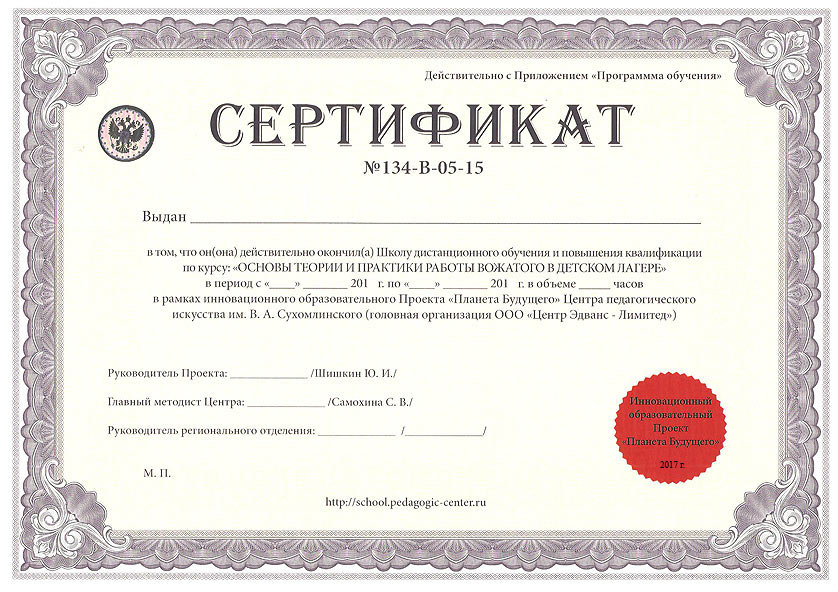 Действительно с Приложением «Программма обучения»
СЕРТИФИКАТ
№134-В-05-15
Выдан ____________________
в том, что он(она) действительно окончил(а) Школу дистанционного обучения и повышения квалификации
по курсу: «ОСНОВЫ ТЕОРИИ И ПРАКТИКИ РАБОТЫ ВОЖАТОГО В ДЕТСКОМ ЛАГЕРЕ»
в период с «____» _______ 201 г. по «____» _______ 201 г. в объеме _____ часов
в рамках инновационного образовательного Проекта «Планета Будущего» Центра педагогического
искусства им. В. А. Сухомлинского (головная организация ООО «Центр Эдванс - Лимитед»)
Руководитель Проекта: _____________ /Шишкин Ю. И./
Главный методист Центра: _____________ /Самохина С. В./
Руководитель регионального отделения: _____________ /_____________/
Инновационный
образовательный
Проект
«Планета Будущего»
2017 г.
М. П.
http://school.pedagogic-center.ru